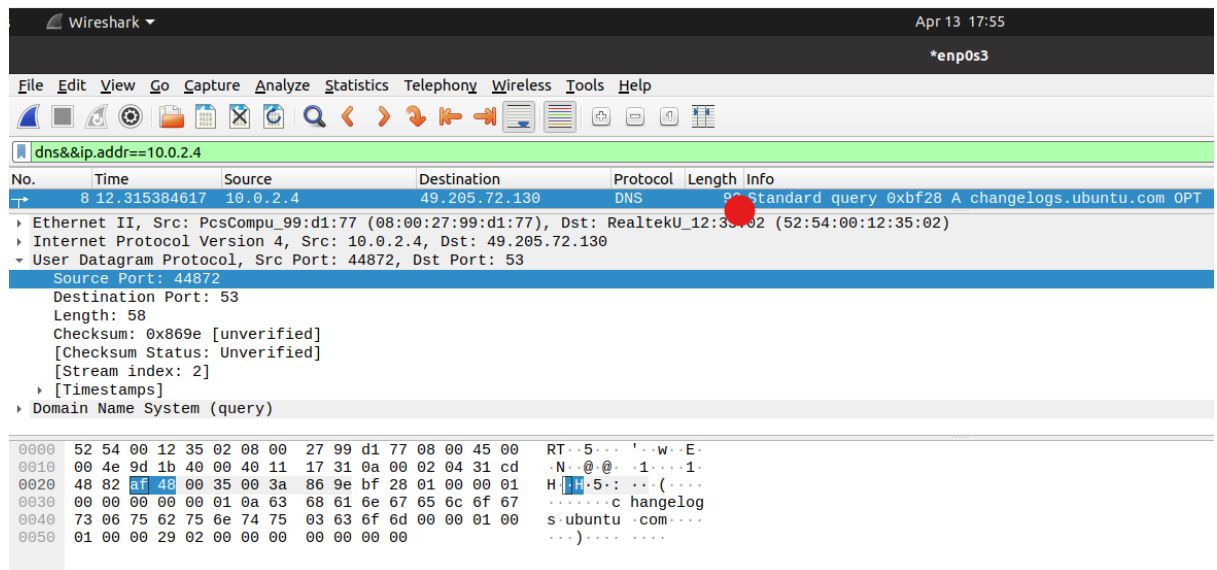 Wireshark
Apr 13 17:55
*enp0s3
File Edit View Go Capture Analyze Statistics Telephony Wireless Tools Help
dns&&ip.addr==10.0.2.4
No. Time Source Destination Protocol Length Info
8 12.315384617 10.0.2.4 49.205.72.130 DNS Standard query 0xbf28 A changelogs.ubuntu.com OPT
Ethernet II, Src: PcsCompu_99:d1:77 (08:00:27:99:d1:77), Dst: RealtekU_12:35:02 (52:54:00:12:35:02)
Internet Protocol Version 4, Src: 10.0.2.4, Dst: 49.205.72.130
User Datagram Protocol, Src Port: 44872, Dst Port: 53
Source Port: 44872
Destination Port: 53
Length: 58
Checksum: 0x869e [unverified]
[Checksum Status: Unverified]
[Stream index: 2]
[Timestamps]
Domain Name System (query)
0000 52 54 00 12 35 02 08 00 27 99 d1 77 08 00 45 00 RT··5··· '··w··E·
0010 00 4e 9d 1b 40 00 40 11 17 31 0a 00 02 04 31 cd ·N··@·@· ·1····1·
0020 48 82 af 48 00 35 00 3a 86 9e bf 28 01 00 00 01 H··H·5·: ···(····
0030 00 00 00 00 00 01 0a 63 68 61 6e 67 65 6c 6f 67 ·······c hangelog
0040 73 06 75 62 75 6e 74 75 03 63 6f 6d 00 00 01 00 s·ubuntu ·com····
0050 01 00 00 29 02 00 00 00 00 00 00 00 ···)···· ····